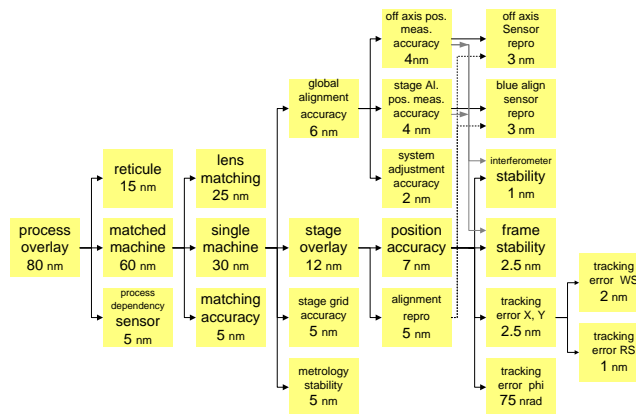 off axis pos.
meas.
accuracy
4nm
off axis
Sensor
repro
3 nm
global
alignment
accuracy
6 nm
stage Al.
pos. meas.
accuracy
4 nm
blue align
sensor
repro
3 nm
reticule
15 nm
lens
matching
25 nm
system
adjustment
accuracy
2 nm
interferometer
stability
1 nm
process
overlay
80 nm
matched
machine
60 nm
single
machine
30 nm
stage
overlay
12 nm
position
accuracy
7 nm
frame
stability
2.5 nm
process dependency
sensor
5 nm
matching
accuracy
5 nm
stage grid
accuracy
5 nm
alignment
repro
5 nm
tracking
error X, Y
2.5 nm
tracking
error WS
2 nm
tracking
error RS
1 nm
metrology
stability
5 nm
tracking
error phi
75 nrad